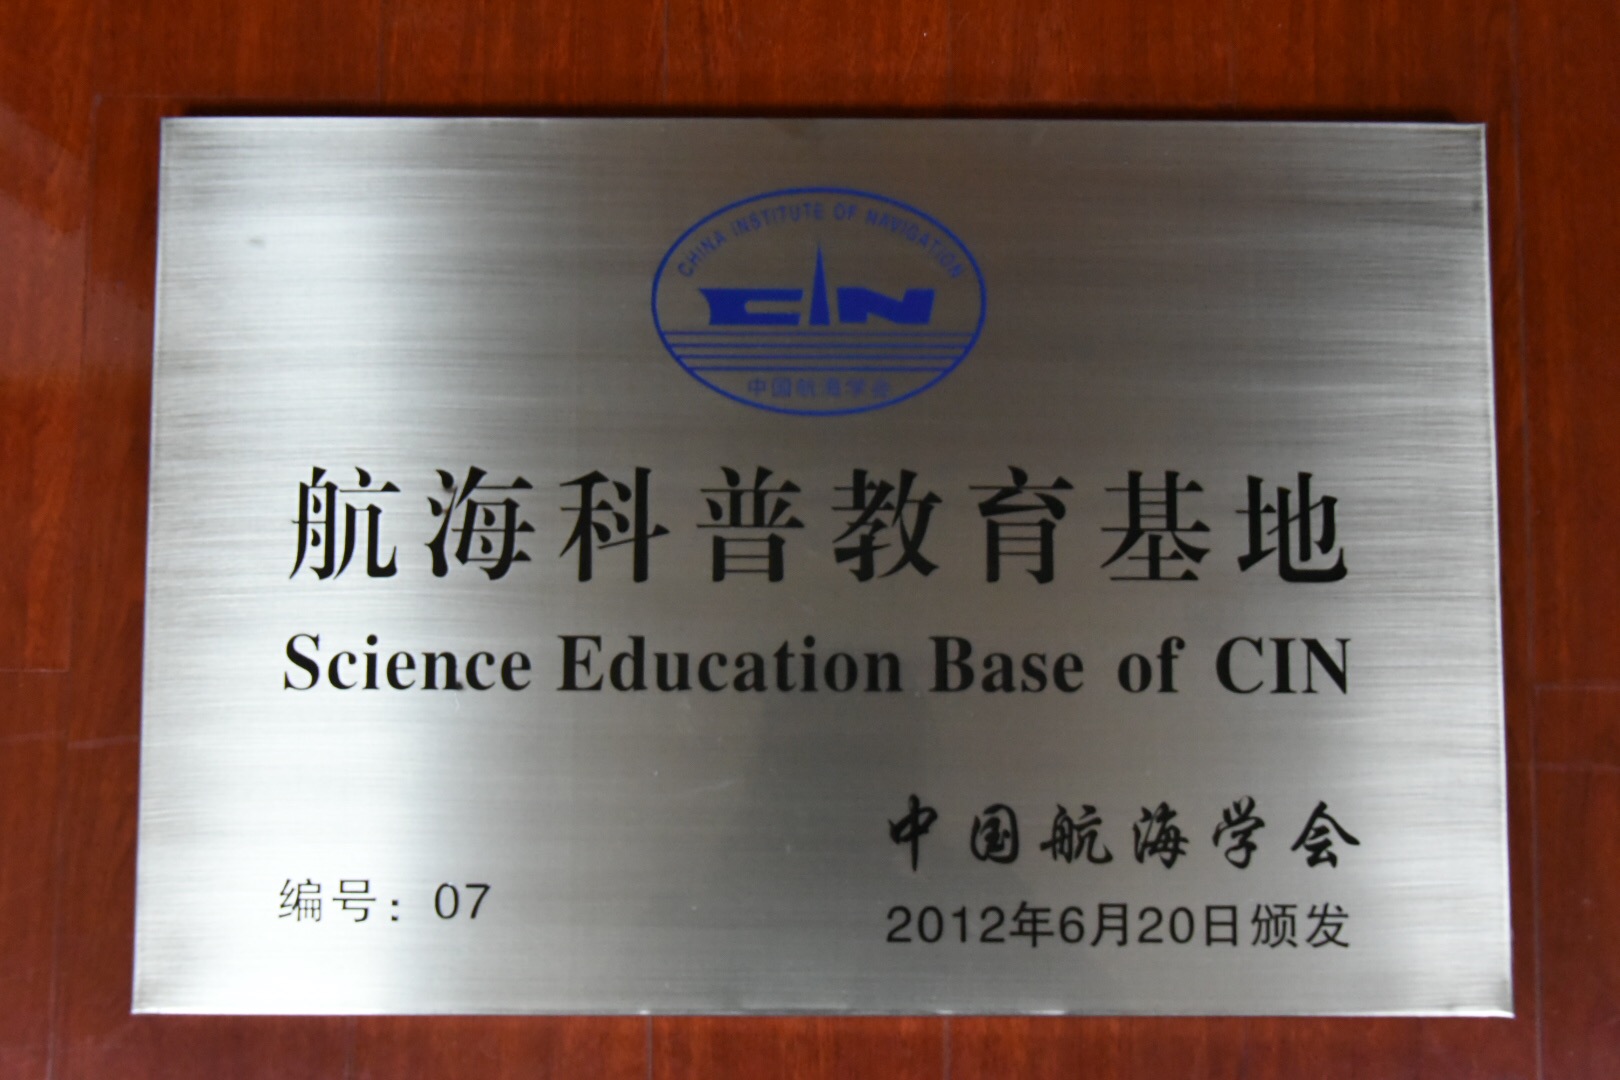 CHINA INSTITUTE OF NAVIGATION
CIN
中国航海学会
航海科普教育基地
Science Education Base of CIN
中国航海学会
编号：07
2012年6月20日颁发